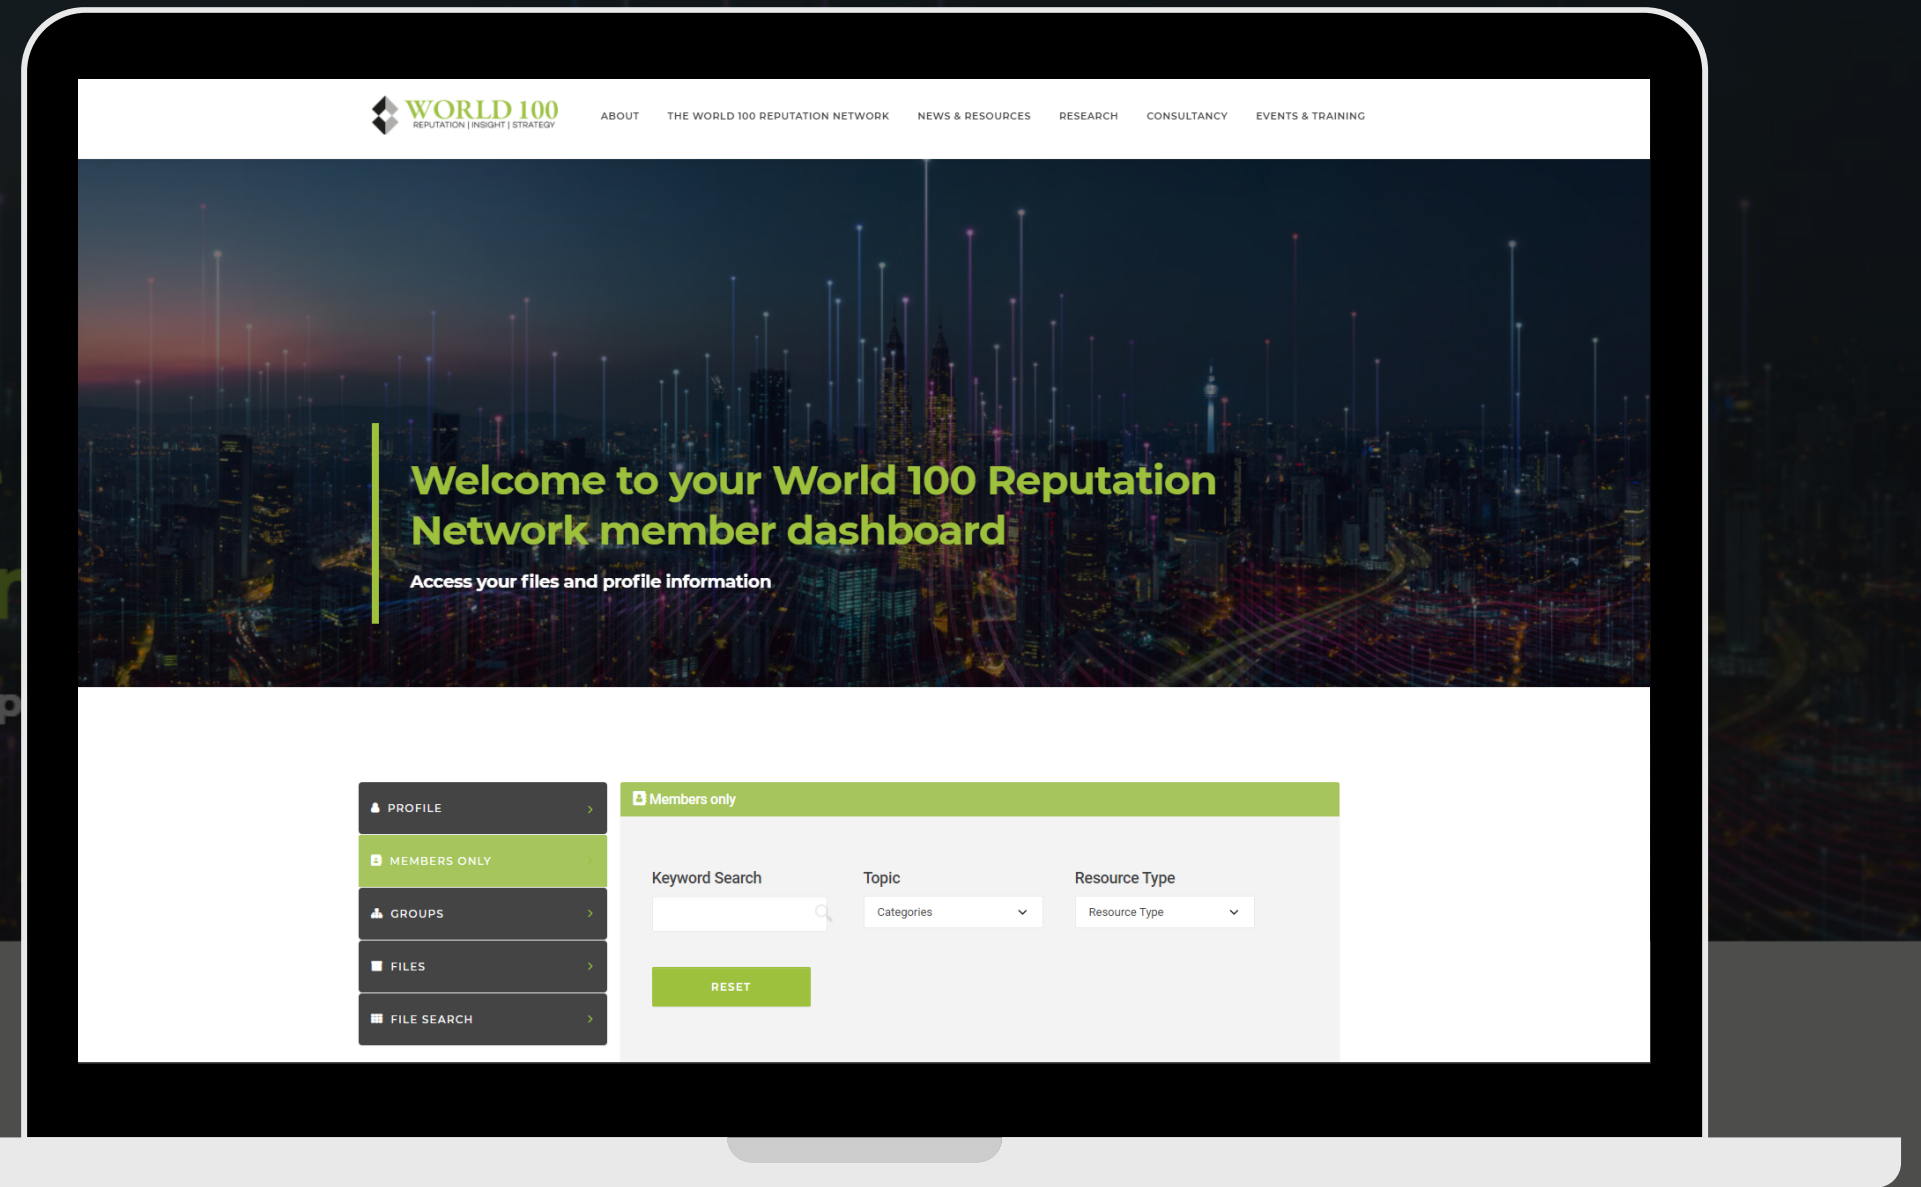 WORLD 100
REPUTATION | INSIGHT | STRATEGY
ABOUT
THE WORLD 100 REPUTATION NETWORK
NEWS & RESOURCES
RESEARCH
CONSULTANCY
EVENTS & TRAINING
Welcome to your World 100 Reputation
Network member dashboard
Access your files and profile information
PROFILE
MEMBERS ONLY
GROUPS
FILES
FILE SEARCH
Members only
Keyword Search
Topic
Resource Type
Categories
Resource Type
RESET